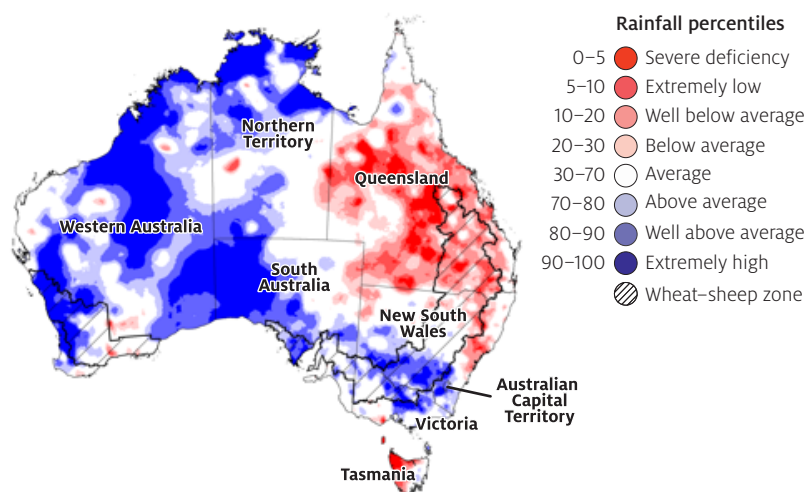 Rainfall percentiles
0–5 Severe deficiency
5–10 Extremely low
10–20 Well below average
20–30 Below average
30–70 Average
70–80 Above average
80–90 Well above average
90–100 Extremely high
Wheat–sheep zone
Northern
Territory
Queensland
Western Australia
South
Australia
New South
Wales
Australian
Capital
Territory
Victoria
Tasmania